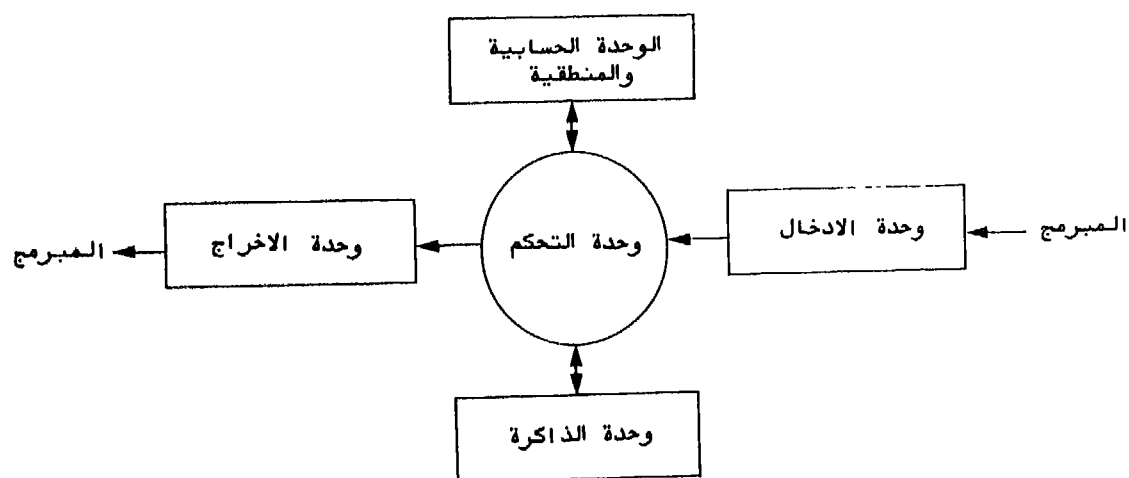 الوحدة الحسابية
والمنطقية
المبرمج
وحدة الادخال
وحدة التحكم
وحدة الاخراج
المبرمج
وحدة الذاكرة